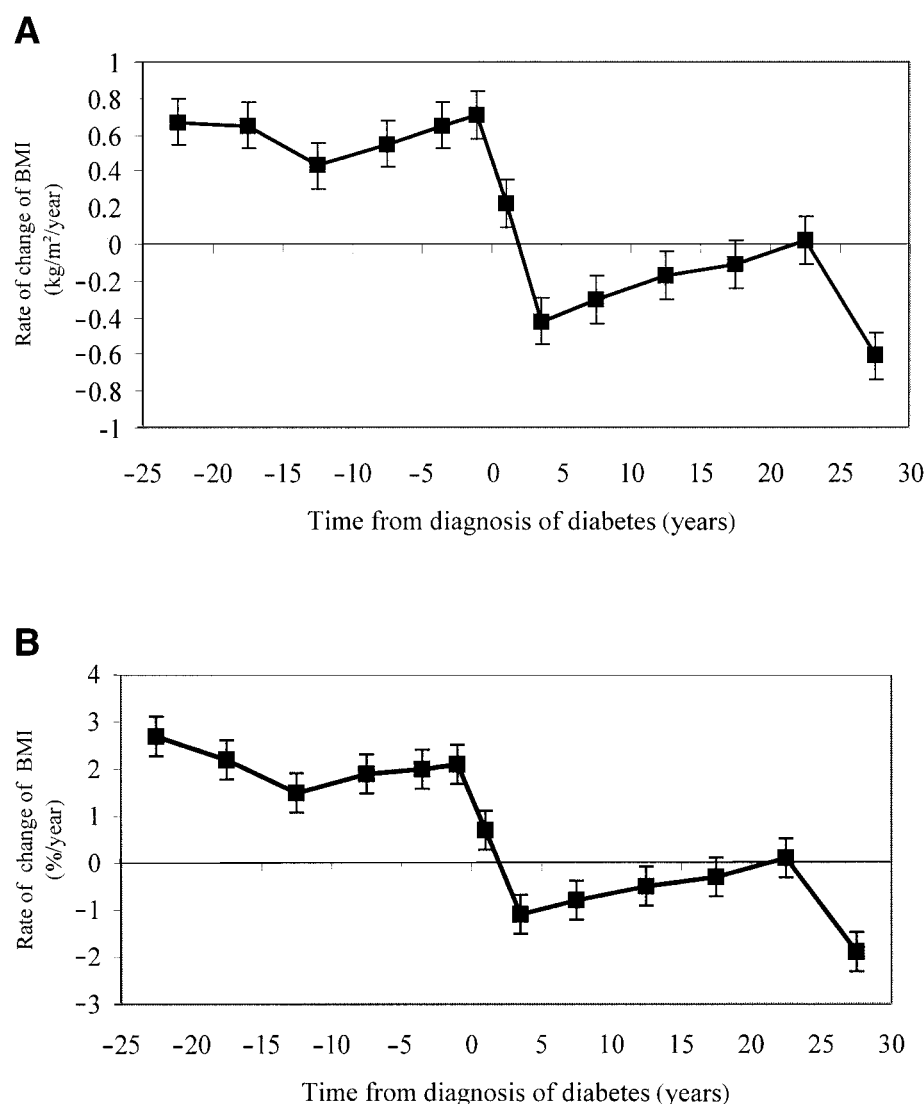 A
Rate of change of BMI
(kg/m²/year)
1
0.8
0.6
0.4
0.2
0
-0.2
-0.4
-0.6
-0.8
-1
-25 -20 -15 -10 -5 0 5 10 15 20 25 30
Time from diagnosis of diabetes (years)
B
Rate of change of BMI
(%/year)
4
3
2
1
0
-1
-2
-3
-25 -20 -15 -10 -5 0 5 10 15 20 25 30
Time from diagnosis of diabetes (years)